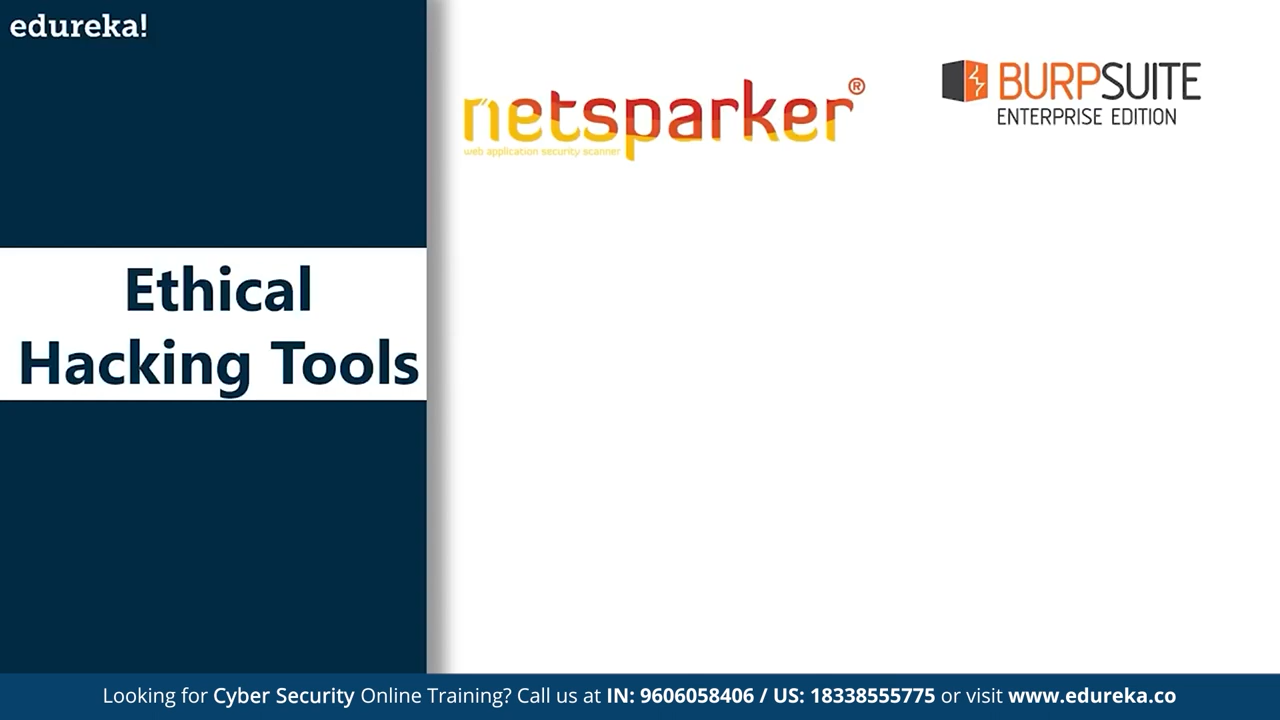 edureka!
netsparker®
web application security scanner
BURPSUITE
ENTERPRISE EDITION
Ethical
Hacking Tools
Looking for Cyber Security Online Training? Call us at IN: 9606058406 / US: 18338555775 or visit www.edureka.co